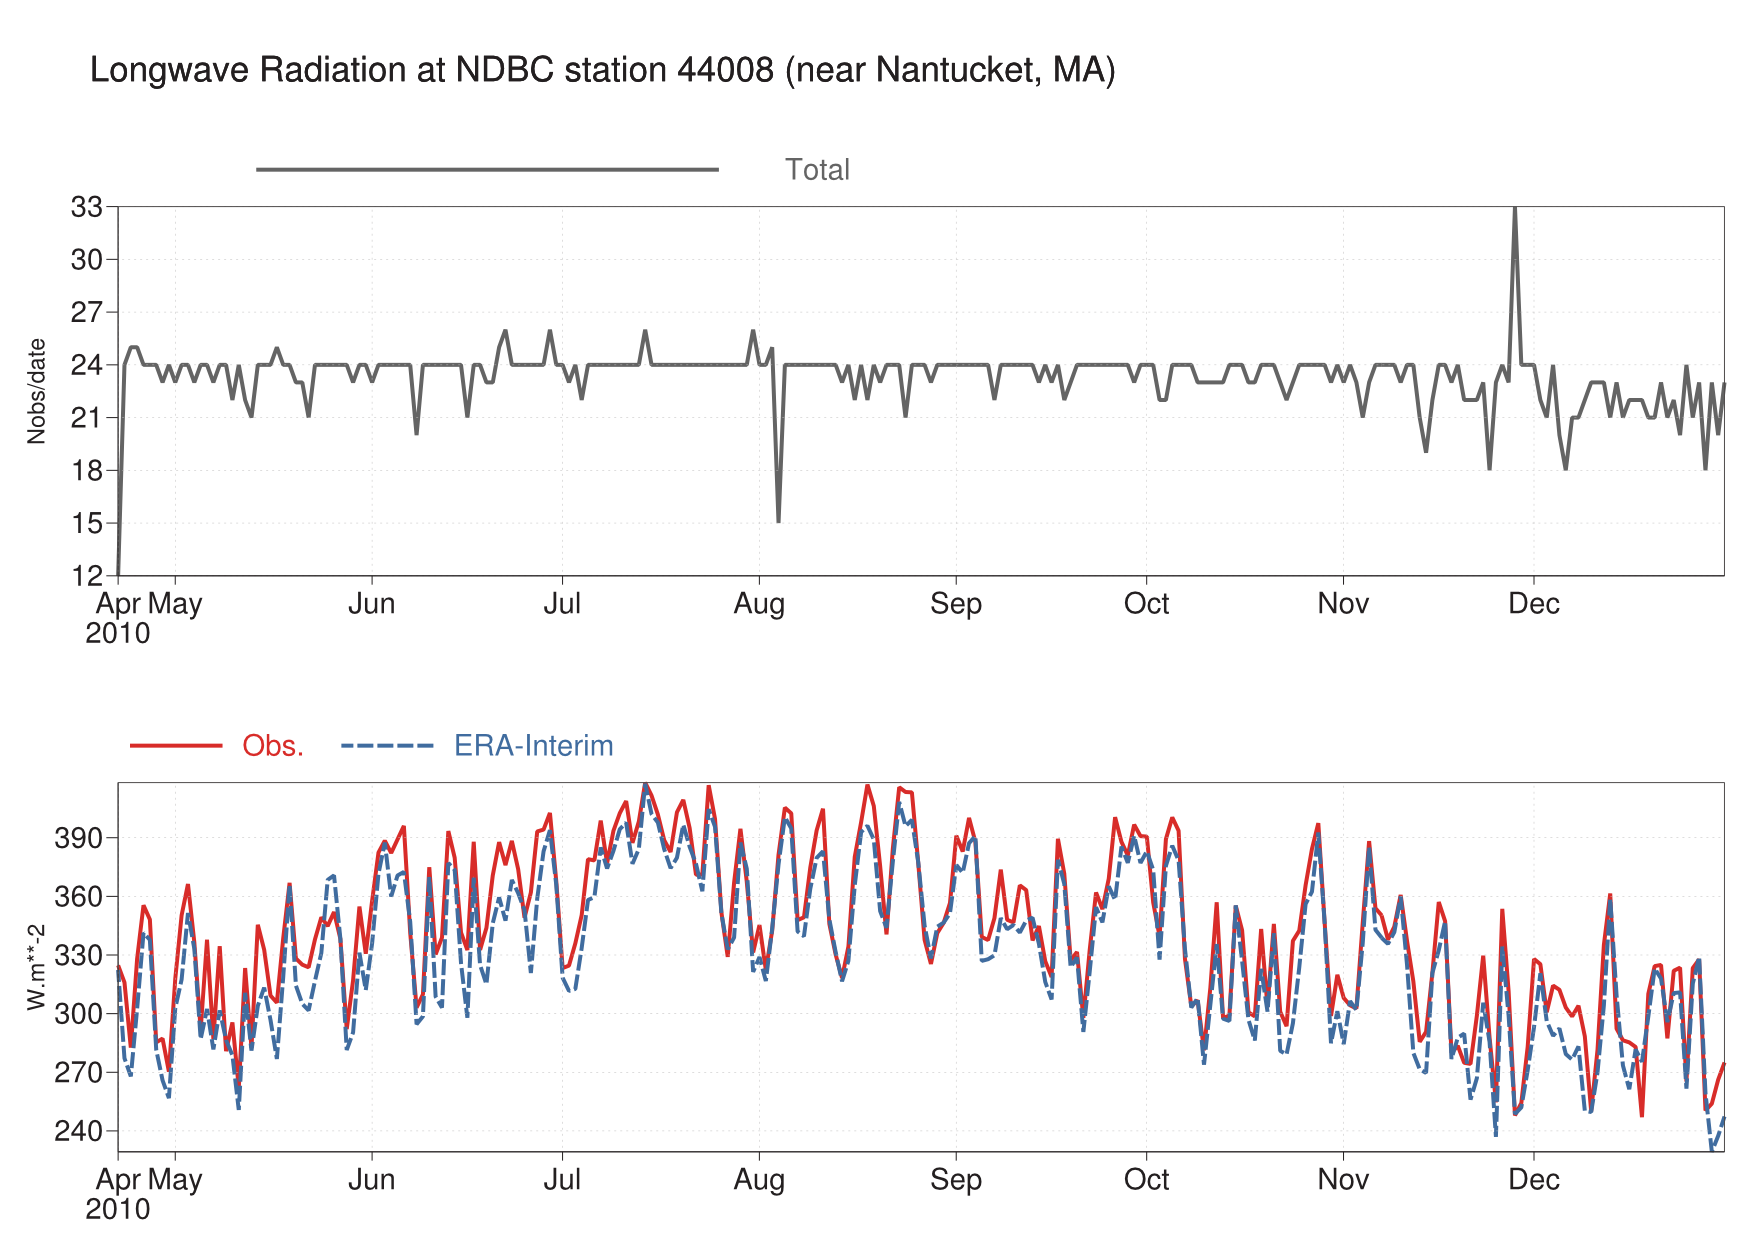 Longwave Radiation at NDBC station 44008 (near Nantucket, MA)
Total
33
30
27
24
21
18
15
12
Nobs/date
Apr May Jun Jul Aug Sep Oct Nov Dec
2010
Obs. ERA-Interim
390
360
330
300
270
240
W.m**-2
Apr May Jun Jul Aug Sep Oct Nov Dec
2010